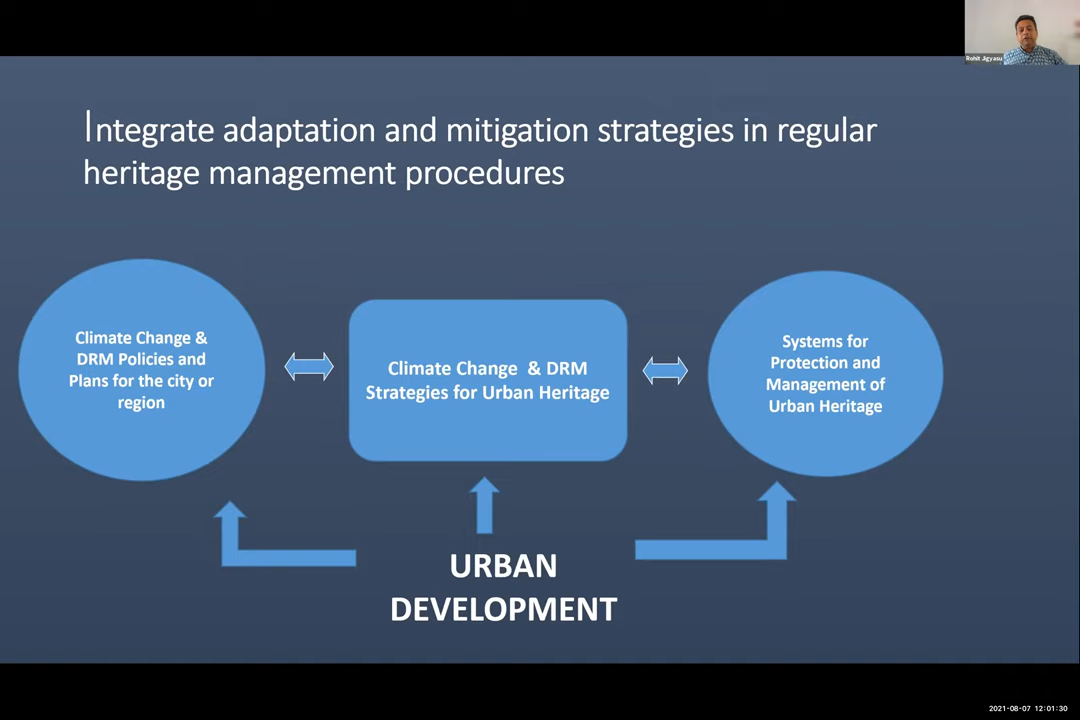 Rohit Jigyasu
Integrate adaptation and mitigation strategies in regular
heritage management procedures
Climate Change &
DRM Policies and
Plans for the city or
region
Climate Change & DRM
Strategies for Urban Heritage
Systems for
Protection and
Management of
Urban Heritage
URBAN
DEVELOPMENT
2021-08-07 12:01:30